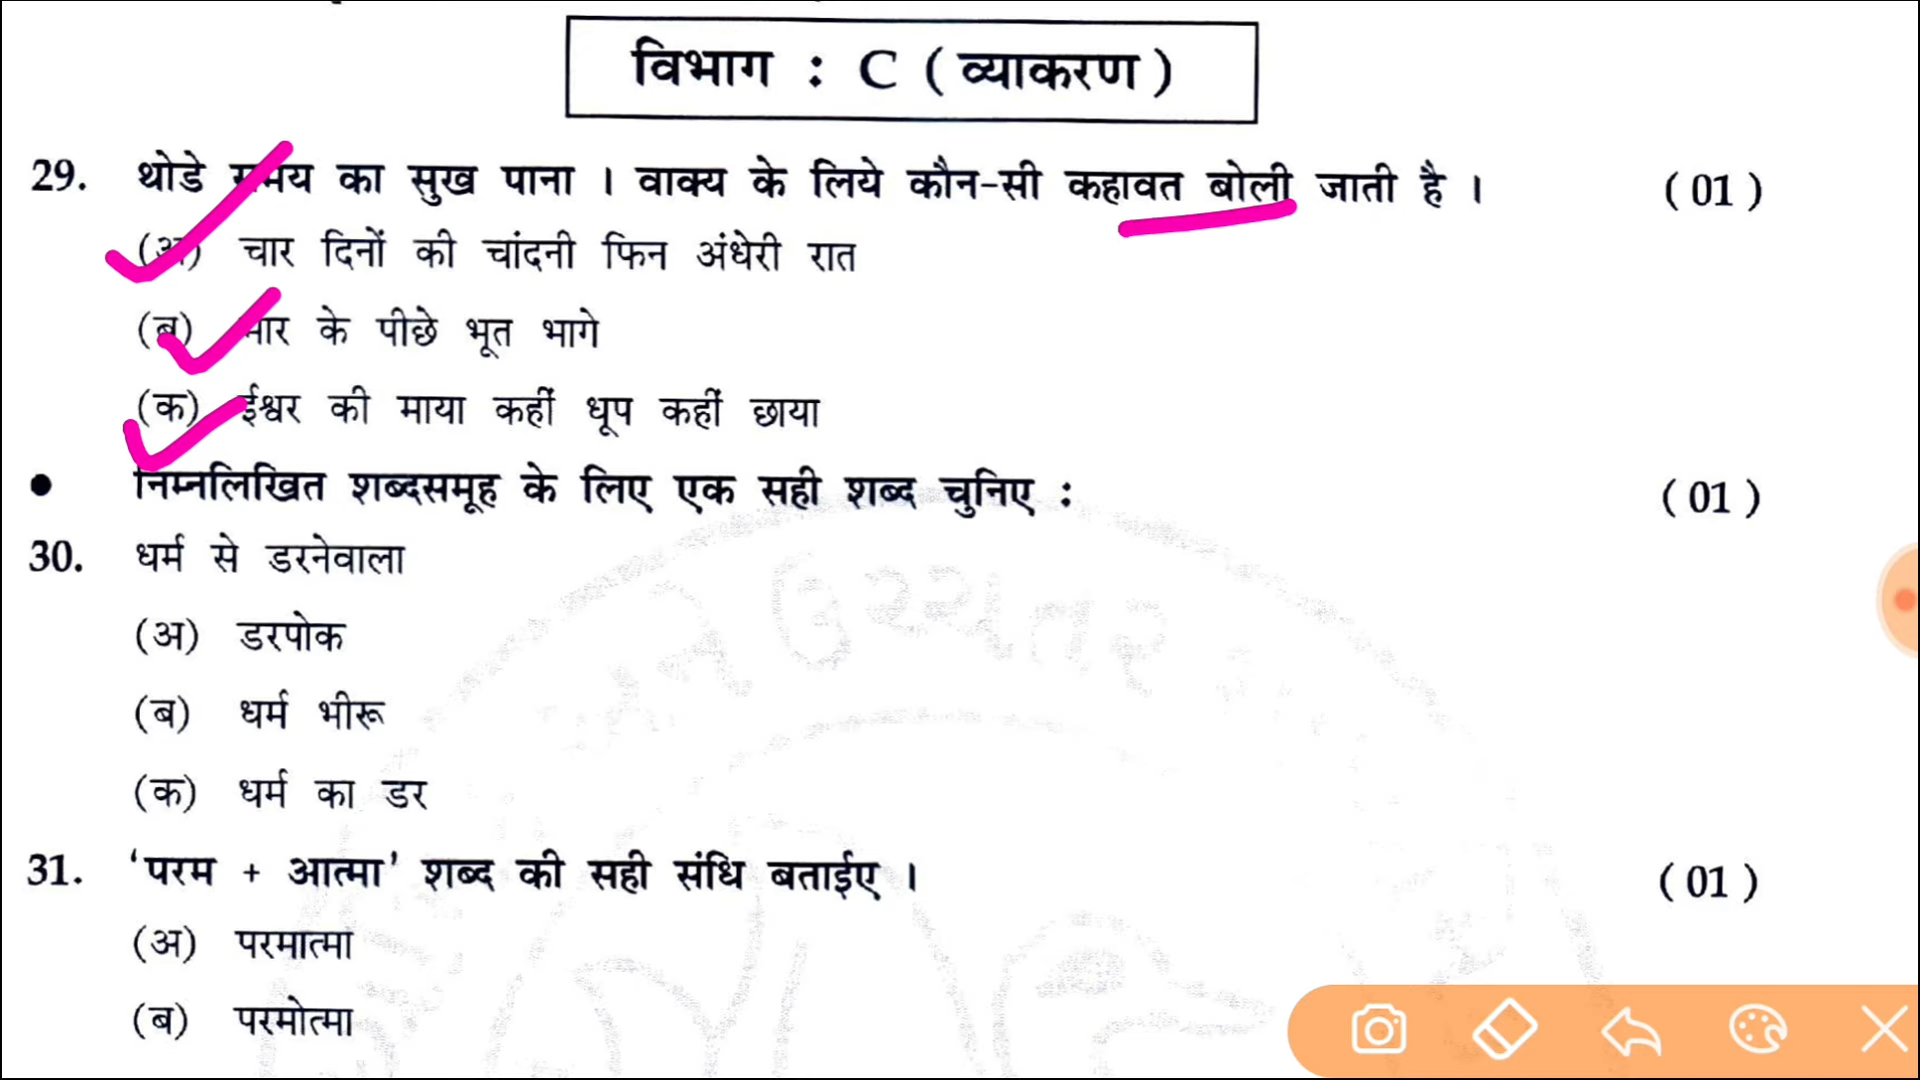 विभाग : C ( व्याकरण )
29. थोडे समय का सुख पाना । वाक्य के लिये कौन-सी कहावत बोली जाती है । ( 01 )
(अ) चार दिनों की चांदनी फिन अंधेरी रात
(ब) मार के पीछे भूत भागे
(क) ईश्वर की माया कहीं धूप कहीं छाया
● निम्नलिखित शब्दसमूह के लिए एक सही शब्द चुनिए : ( 01 )
30. धर्म से डरनेवाला
(अ) डरपोक
(ब) धर्म भीरू
(क) धर्म का डर
31. 'परम + आत्मा' शब्द की सही संधि बताईए । ( 01 )
(अ) परमात्मा
(ब) परमोत्मा